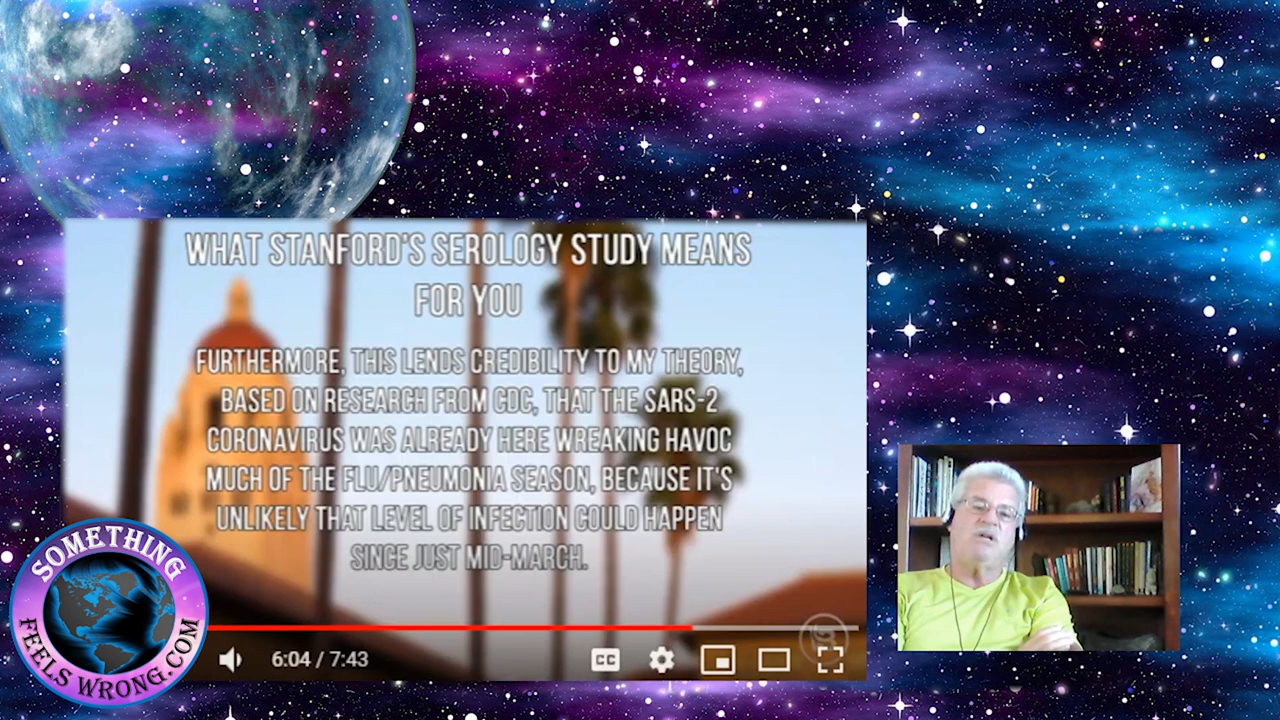 WHAT STANFORD'S SEROLOGY STUDY MEANS
FOR YOU
FURTHERMORE, THIS LENDS CREDIBILITY TO MY THEORY,
BASED ON RESEARCH FROM CDC, THAT THE SARS-2
CORONAVIRUS WAS ALREADY HERE WREAKING HAVOC
MUCH OF THE FLU/PNEUMONIA SEASON, BECAUSE IT'S
UNLIKELY THAT LEVEL OF INFECTION COULD HAPPEN
SINCE JUST MID-MARCH.
SOMETHING
FEELS WRONG.COM
6:04 / 7:43
CC